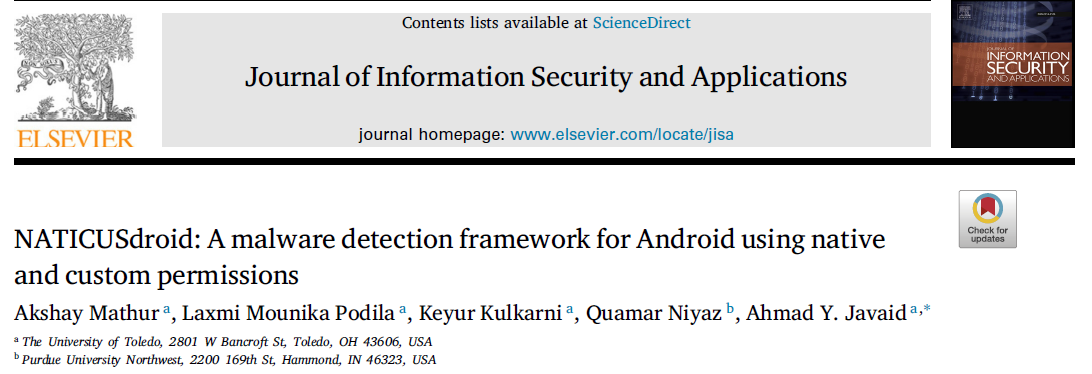 Contents lists available at ScienceDirect
Journal of Information Security and Applications
journal homepage: www.elsevier.com/locate/jisa
ELSEVIER
JOURNAL OF
INFORMATION
SECURITY
AND APPLICATIONS
Check for
updates
NATICUSdroid: A malware detection framework for Android using native
and custom permissions
Akshay Mathur a, Laxmi Mounika Podila a, Keyur Kulkarni a, Quamar Niyaz b, Ahmad Y. Javaid a,*
a The University of Toledo, 2801 W Bancroft St, Toledo, OH 43606, USA
b Purdue University Northwest, 2200 169th St, Hammond, IN 46323, USA